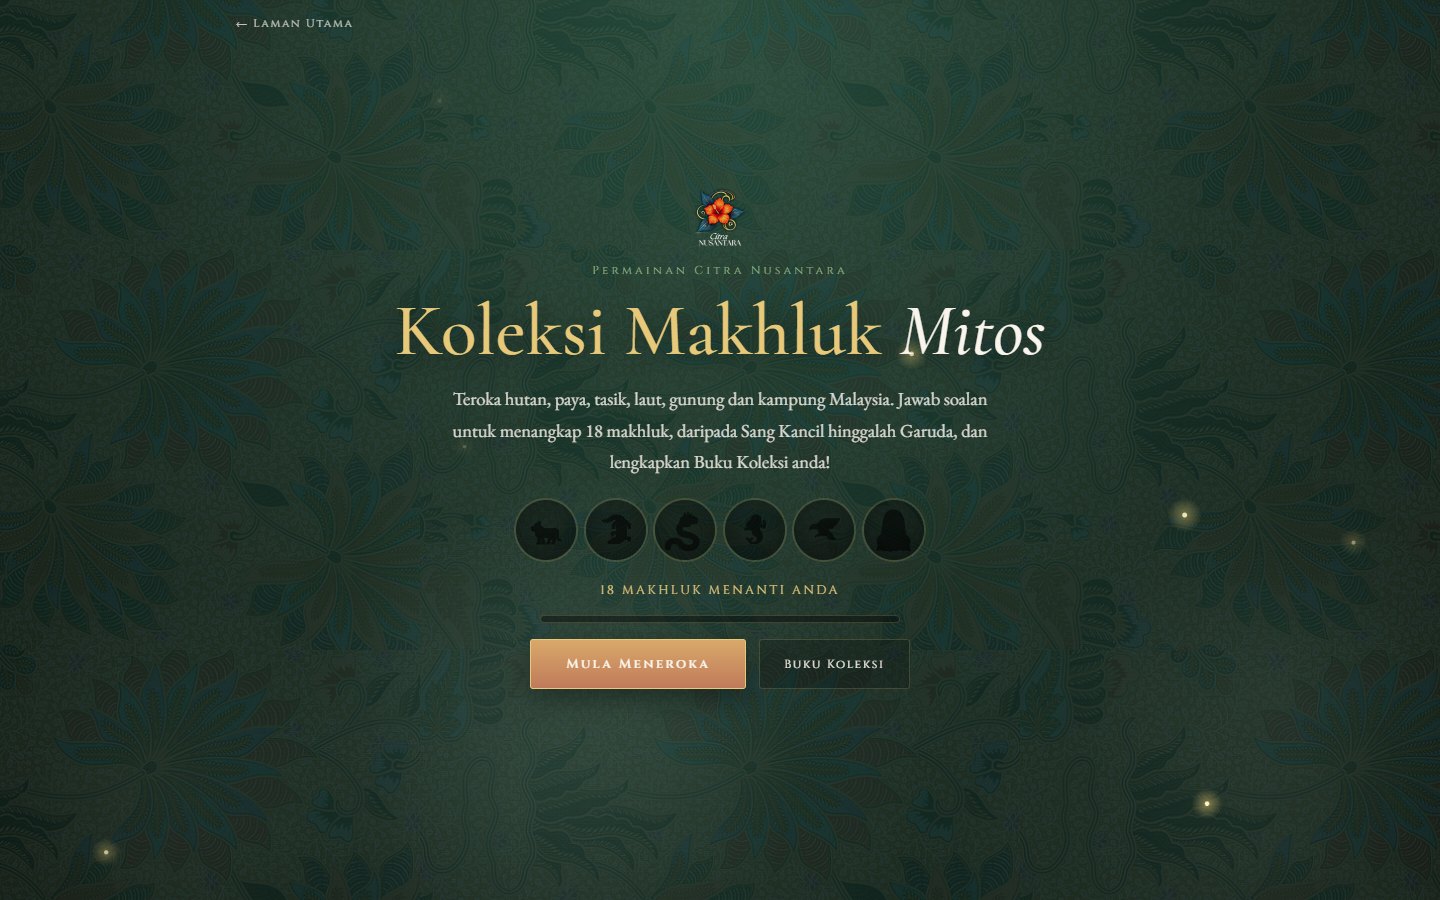 ← Laman Utama
Citra
NUSANTARA
Permainan Citra Nusantara
Koleksi Makhluk Mitos
Teroka hutan, paya, tasik, laut, gunung dan kampung Malaysia. Jawab soalan
untuk menangkap 18 makhluk, daripada Sang Kancil hinggalah Garuda, dan
lengkapkan Buku Koleksi anda!
18 MAKHLUK MENANTI ANDA
Mula Meneroka
Buku Koleksi